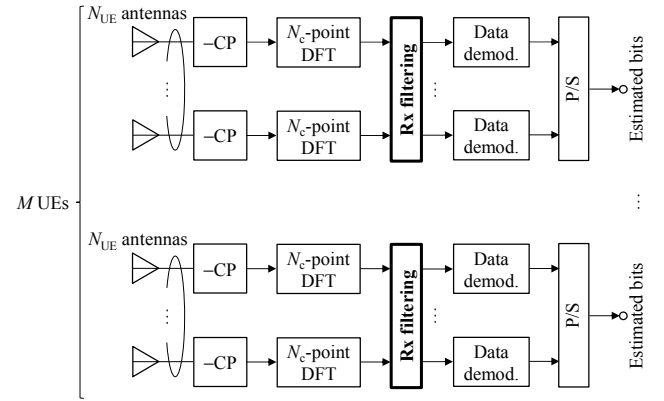 N_UE antennas
–CP
N_c-point
DFT
Rx filtering
Data
demod.
P/S
Estimated bits
...
...
–CP
N_c-point
DFT
Data
demod.
M UEs
...
N_UE antennas
–CP
N_c-point
DFT
Rx filtering
Data
demod.
P/S
Estimated bits
...
...
–CP
N_c-point
DFT
Data
demod.